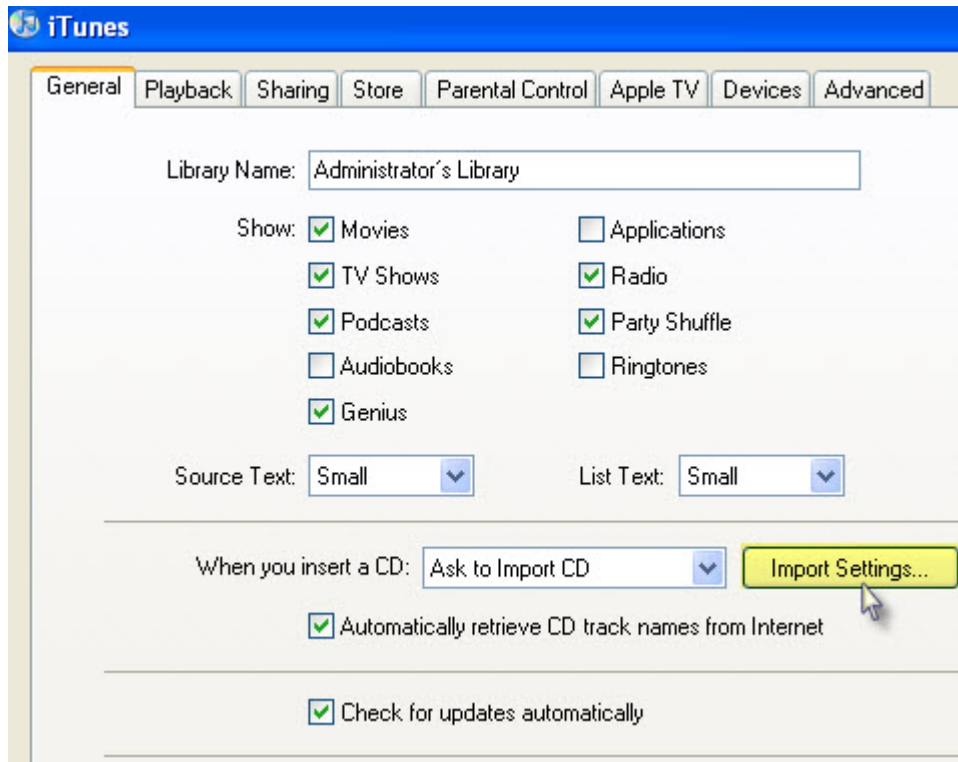 iTunes
General Playback Sharing Store Parental Control Apple TV Devices Advanced
Library Name: Administrator´s Library
Show: Movies Applications
TV Shows Radio
Podcasts Party Shuffle
Audiobooks Ringtones
Genius
Source Text: Small List Text: Small
When you insert a CD: Ask to Import CD Import Settings...
Automatically retrieve CD track names from Internet
Check for updates automatically